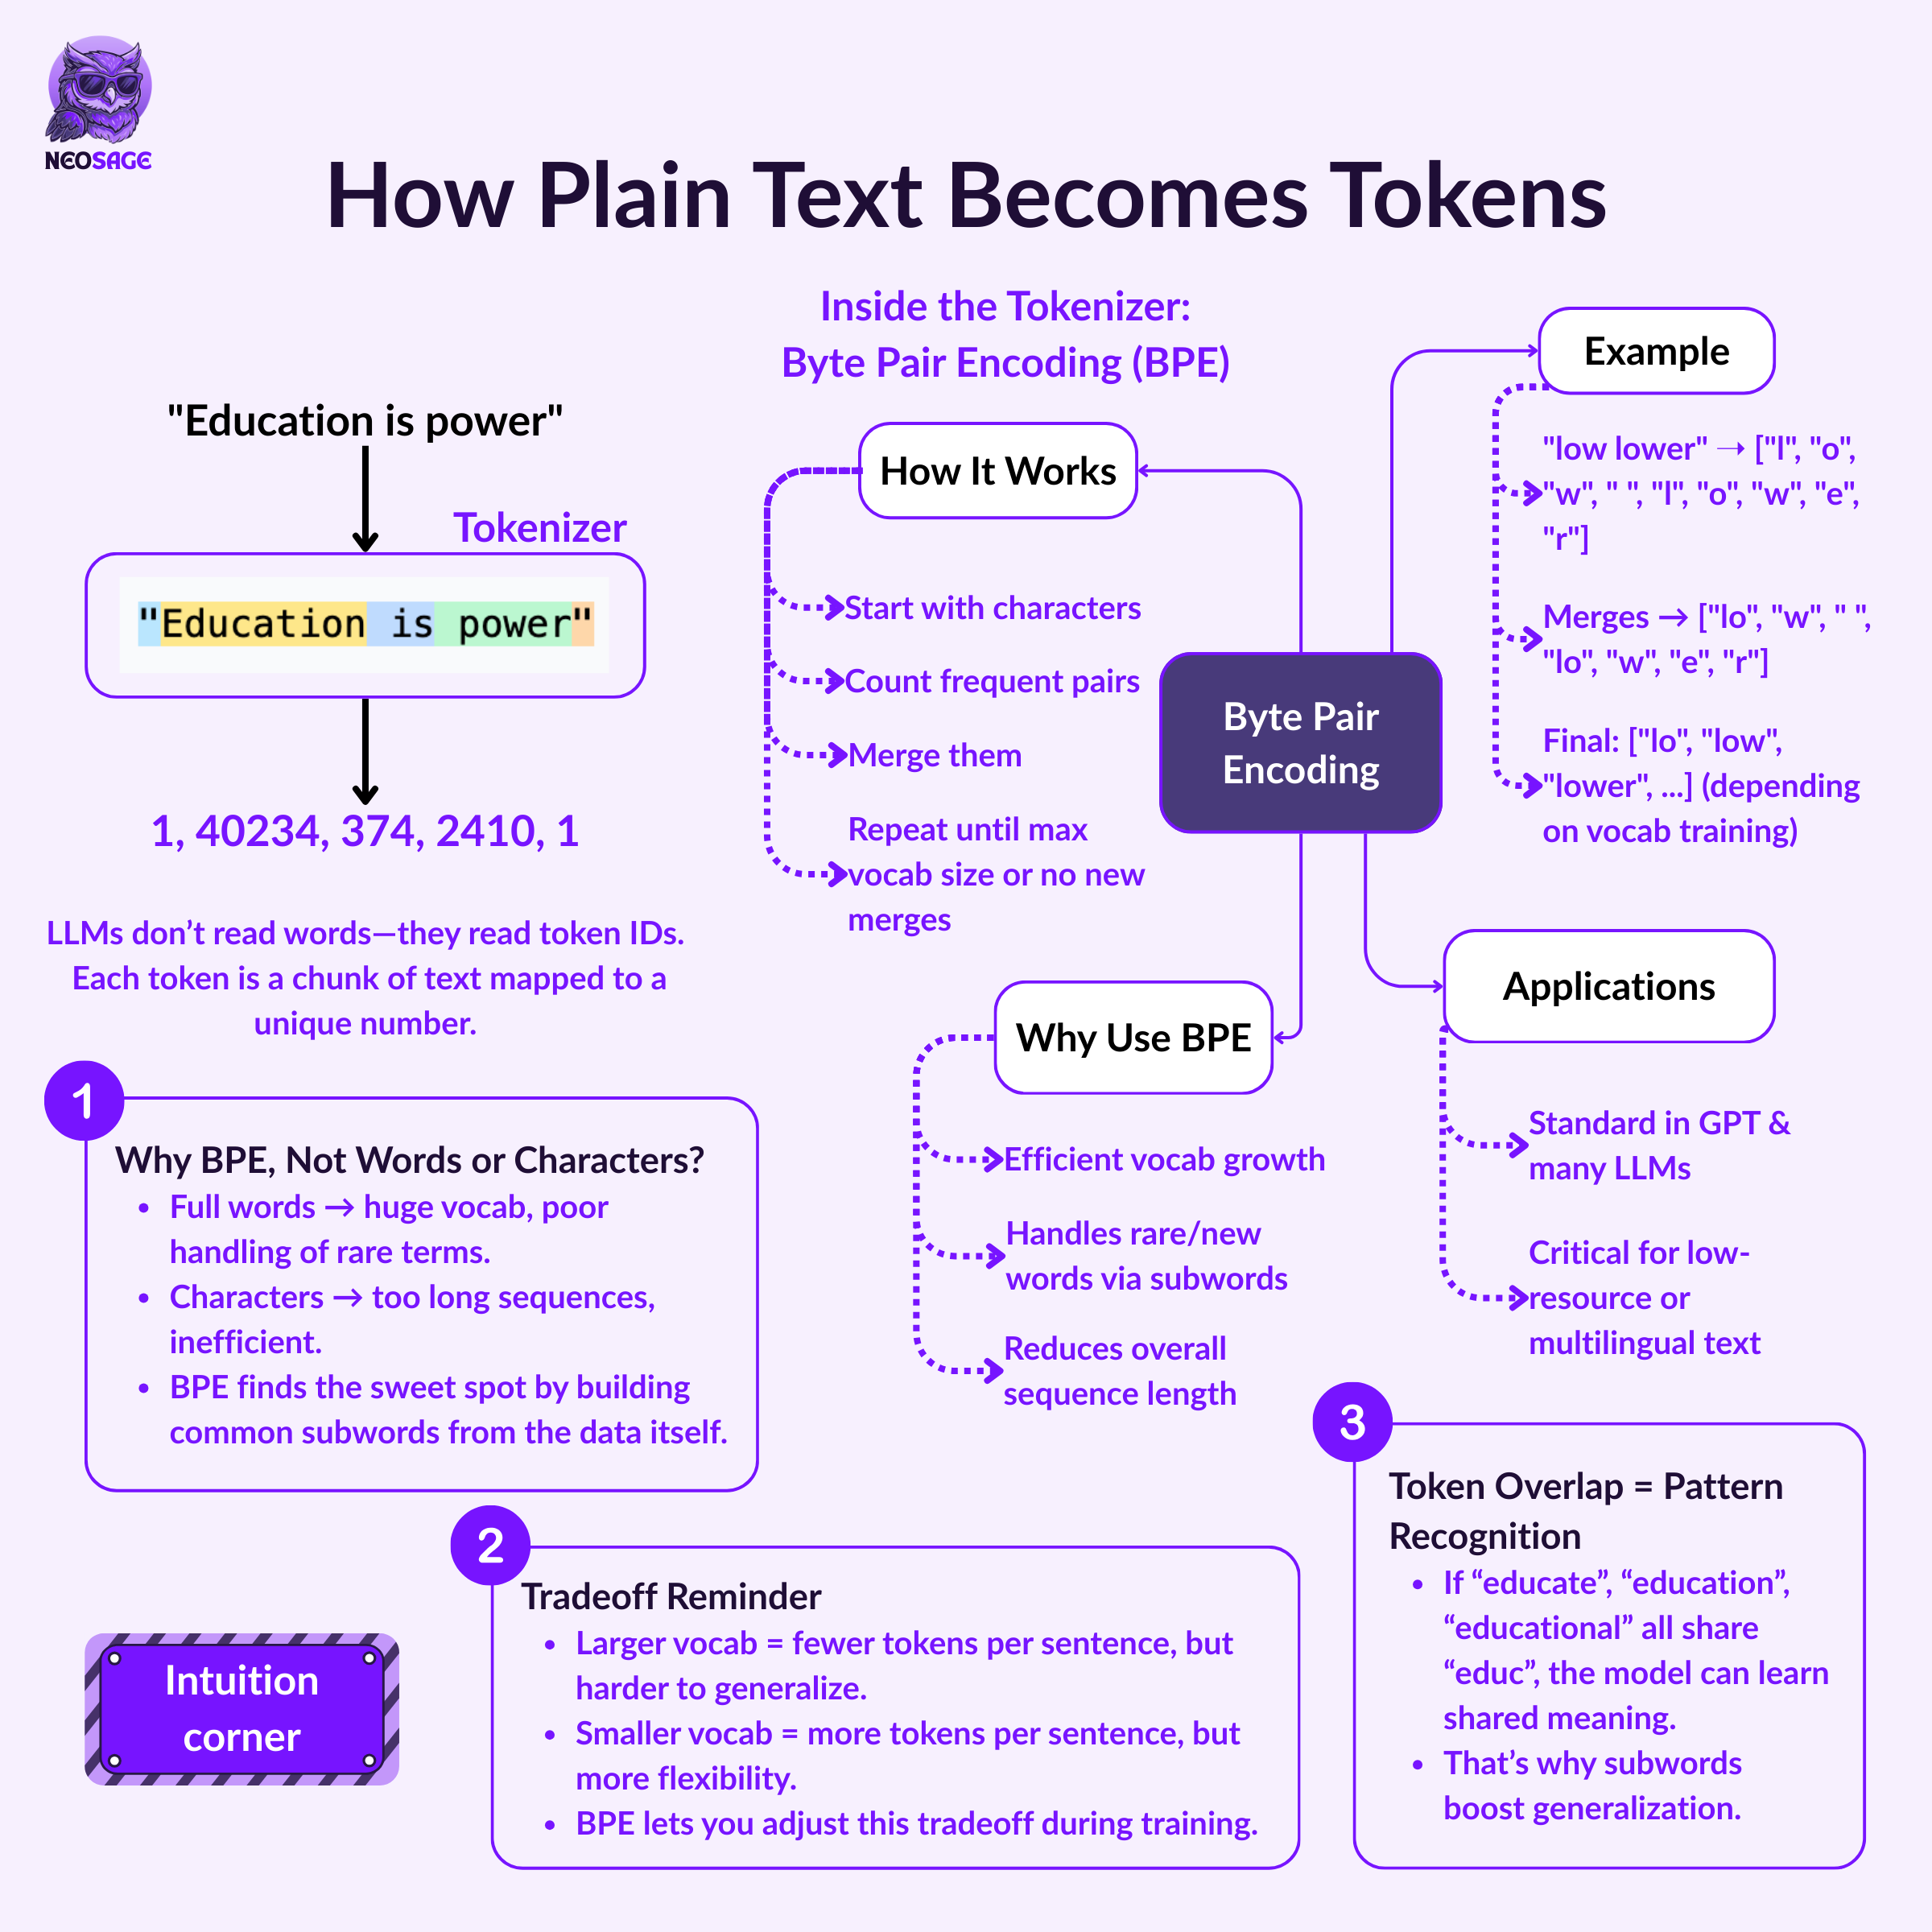 NEOSAGE
How Plain Text Becomes Tokens
"Education is power"
Tokenizer
"Education is power"
1, 40234, 374, 2410, 1
LLMs don’t read words—they read token IDs.
Each token is a chunk of text mapped to a
unique number.
Inside the Tokenizer:
Byte Pair Encoding (BPE)
How It Works
Start with characters
Count frequent pairs
Merge them
Repeat until max
vocab size or no new
merges
Byte Pair
Encoding
Example
"low lower" → ["l", "o",
"w", " ", "l", "o", "w", "e",
"r"]
Merges → ["lo", "w", " ",
"lo", "w", "e", "r"]
Final: ["lo", "low",
"lower", ...] (depending
on vocab training)
Why Use BPE
Efficient vocab growth
Handles rare/new
words via subwords
Reduces overall
sequence length
Applications
Standard in GPT &
many LLMs
Critical for low-
resource or
multilingual text
1
Why BPE, Not Words or Characters?
• Full words → huge vocab, poor
handling of rare terms.
• Characters → too long sequences,
inefficient.
• BPE finds the sweet spot by building
common subwords from the data itself.
Intuition
corner
2
Tradeoff Reminder
• Larger vocab = fewer tokens per sentence, but
harder to generalize.
• Smaller vocab = more tokens per sentence, but
more flexibility.
• BPE lets you adjust this tradeoff during training.
3
Token Overlap = Pattern
Recognition
• If “educate”, “education”,
“educational” all share
“educ”, the model can learn
shared meaning.
• That’s why subwords
boost generalization.